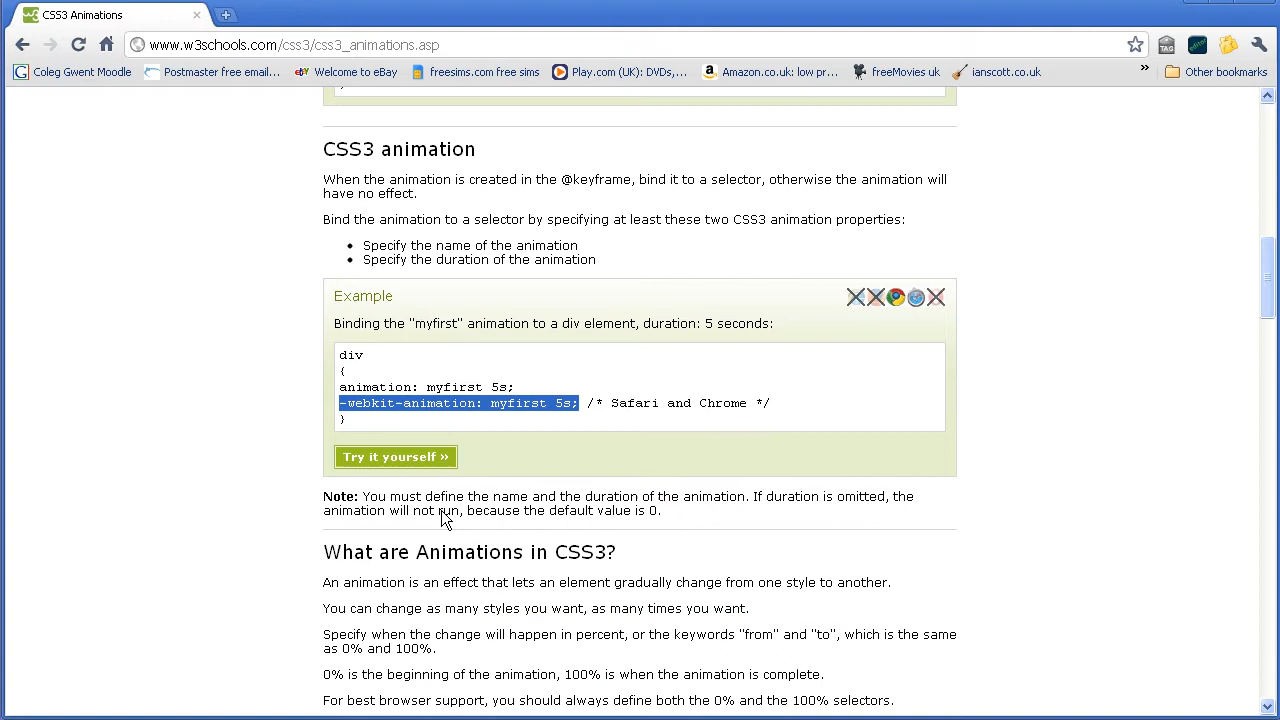 CSS3 Animations
www.w3schools.com/css3/css3_animations.asp
TAG
editor
Coleg Gwent Moodle Postmaster free email... Welcome to eBay freesims.com free sims Play.com (UK): DVDs,... Amazon.co.uk: low pr... freeMovies uk ianscott.co.uk » Other bookmarks
CSS3 animation
When the animation is created in the @keyframe, bind it to a selector, otherwise the animation will
have no effect.
Bind the animation to a selector by specifying at least these two CSS3 animation properties:
• Specify the name of the animation
• Specify the duration of the animation
Example
Binding the "myfirst" animation to a div element, duration: 5 seconds:
div
{
animation: myfirst 5s;
-webkit-animation: myfirst 5s; /* Safari and Chrome */
}
Try it yourself »
Note: You must define the name and the duration of the animation. If duration is omitted, the
animation will not run, because the default value is 0.
What are Animations in CSS3?
An animation is an effect that lets an element gradually change from one style to another.
You can change as many styles you want, as many times you want.
Specify when the change will happen in percent, or the keywords "from" and "to", which is the same
as 0% and 100%.
0% is the beginning of the animation, 100% is when the animation is complete.
For best browser support, you should always define both the 0% and the 100% selectors.